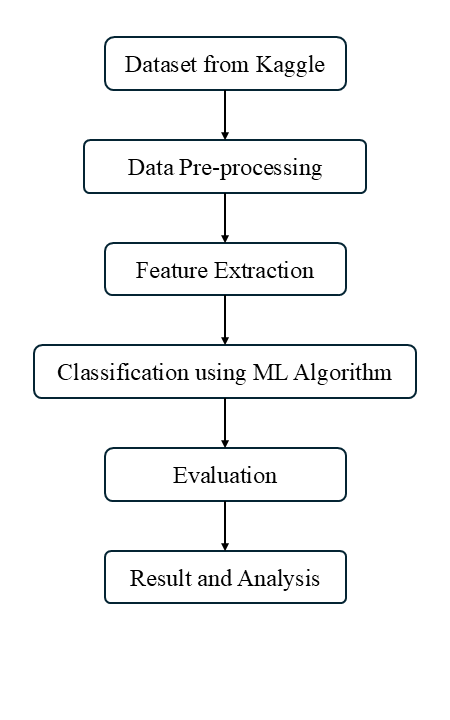 Dataset from Kaggle
Data Pre-processing
Feature Extraction
Classification using ML Algorithm
Evaluation
Result and Analysis